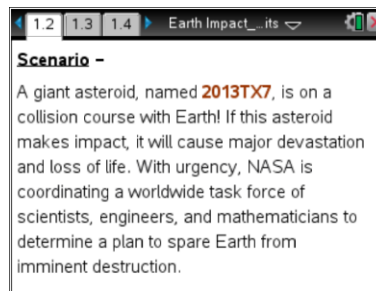 1.2 1.3 1.4 Earth Impact_...its
Scenario –
A giant asteroid, named 2013TX7, is on a
collision course with Earth! If this asteroid
makes impact, it will cause major devastation
and loss of life. With urgency, NASA is
coordinating a worldwide task force of
scientists, engineers, and mathematicians to
determine a plan to spare Earth from
imminent destruction.